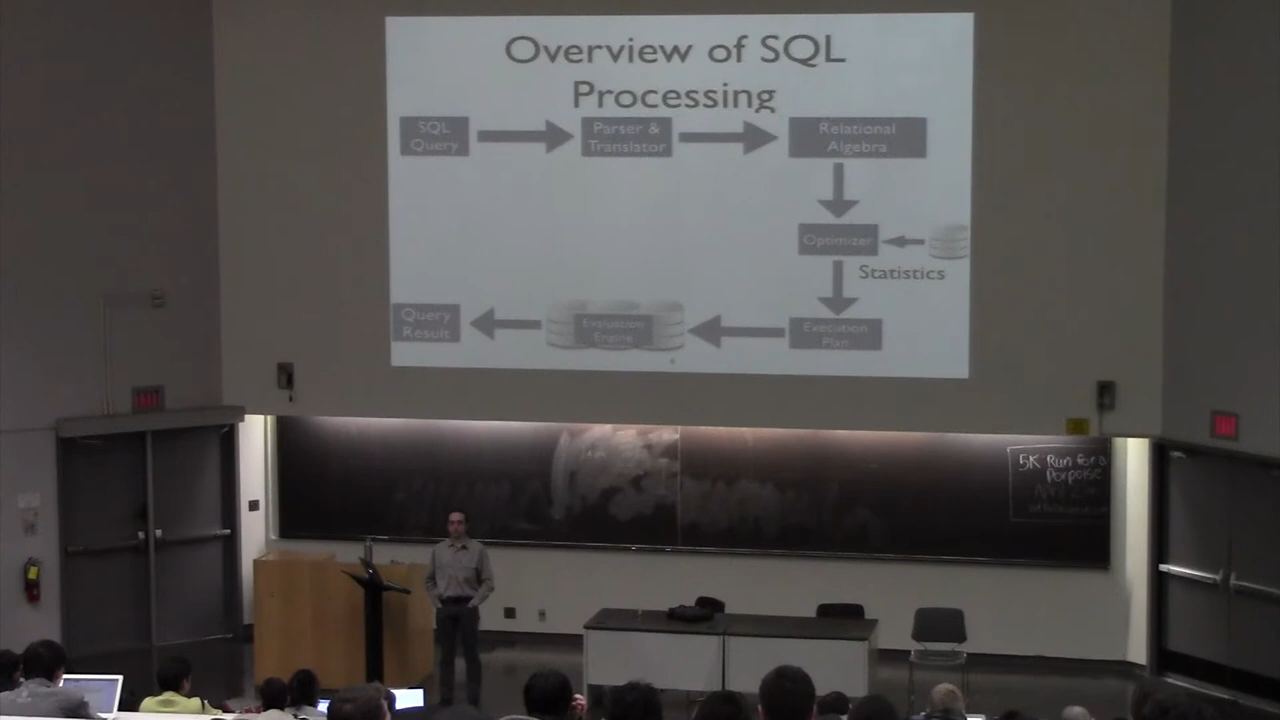 Overview of SQL
Processing
SQL
Query
Parser &
Translator
Relational
Algebra
Optimizer
Statistics
Query
Result
Evaluation
Engine
Execution
Plan
5K Run for a
Porpoise